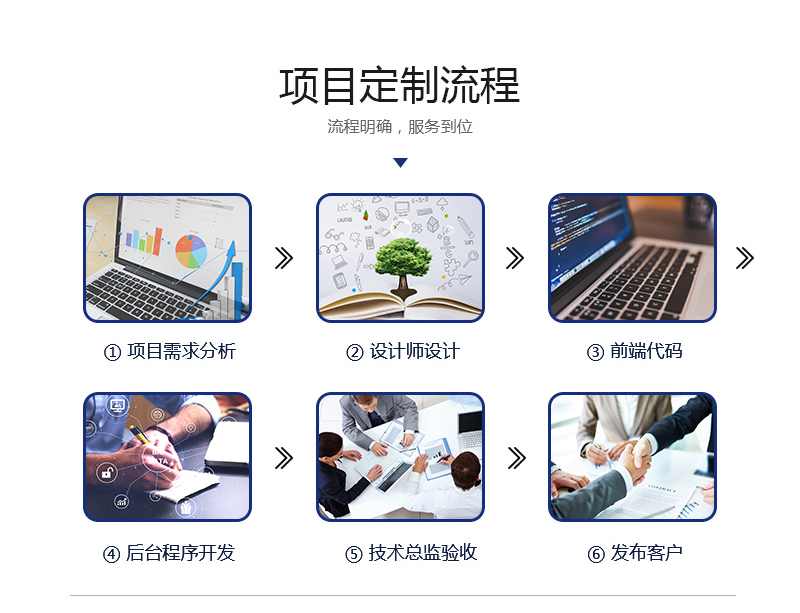 项目定制流程
流程明确，服务到位
① 项目需求分析
② 设计师设计
③ 前端代码
④ 后台程序开发
⑤ 技术总监验收
⑥ 发布客户
CONTRACT